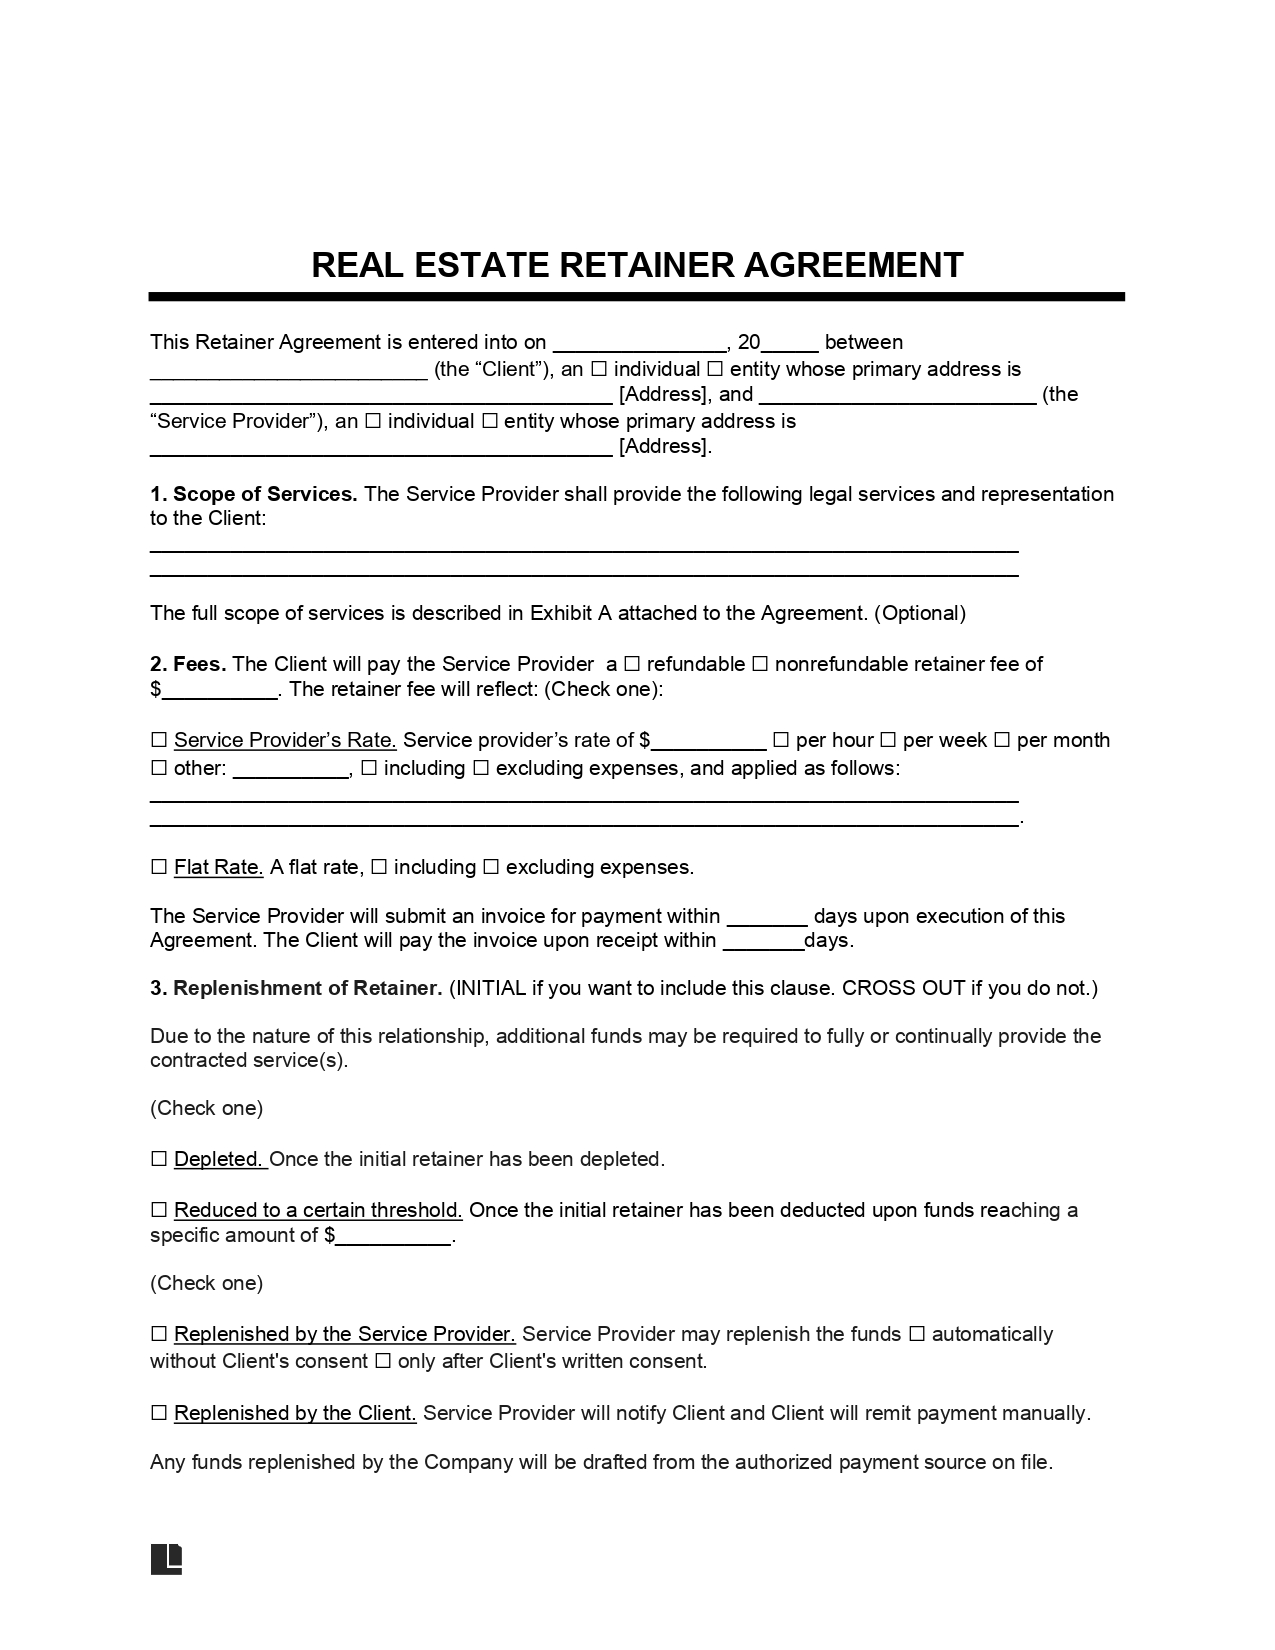 REAL ESTATE RETAINER AGREEMENT
This Retainer Agreement is entered into on _______________, 20_____ between
________________________ (the “Client”), an ☐ individual ☐ entity whose primary address is
________________________________________ [Address], and ________________________ (the
“Service Provider”), an ☐ individual ☐ entity whose primary address is
________________________________________ [Address].
1. Scope of Services. The Service Provider shall provide the following legal services and representation
to the Client:
___________________________________________________________________________
___________________________________________________________________________
The full scope of services is described in Exhibit A attached to the Agreement. (Optional)
2. Fees. The Client will pay the Service Provider  a ☐ refundable ☐ nonrefundable retainer fee of
$__________. The retainer fee will reflect: (Check one):
☐ Service Provider’s Rate. Service provider’s rate of $__________ ☐ per hour ☐ per week ☐ per month
☐ other: __________, ☐ including ☐ excluding expenses, and applied as follows:
___________________________________________________________________________
___________________________________________________________________________.
☐ Flat Rate. A flat rate, ☐ including ☐ excluding expenses.
The Service Provider will submit an invoice for payment within _______ days upon execution of this
Agreement. The Client will pay the invoice upon receipt within _______days.
3. Replenishment of Retainer. (INITIAL if you want to include this clause. CROSS OUT if you do not.)
Due to the nature of this relationship, additional funds may be required to fully or continually provide the
contracted service(s).
(Check one)
☐ Depleted. Once the initial retainer has been depleted.
☐ Reduced to a certain threshold. Once the initial retainer has been deducted upon funds reaching a
specific amount of $__________.
(Check one)
☐ Replenished by the Service Provider. Service Provider may replenish the funds ☐ automatically
without Client's consent ☐ only after Client's written consent.
☐ Replenished by the Client. Service Provider will notify Client and Client will remit payment manually.
Any funds replenished by the Company will be drafted from the authorized payment source on file.